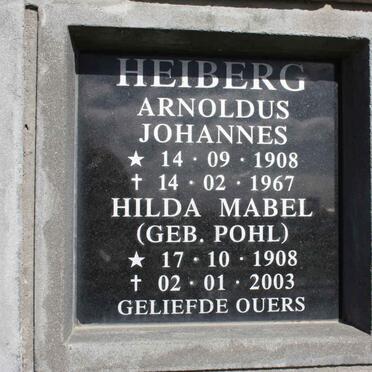 HEIBERG
ARNOLDUS
JOHANNES
★ 14 · 09 · 1908
✝ 14 · 02 · 1967
HILDA MABEL
(GEB. POHL)
★ 17 · 10 · 1908
✝ 02 · 01 · 2003
GELIEFDE OUERS